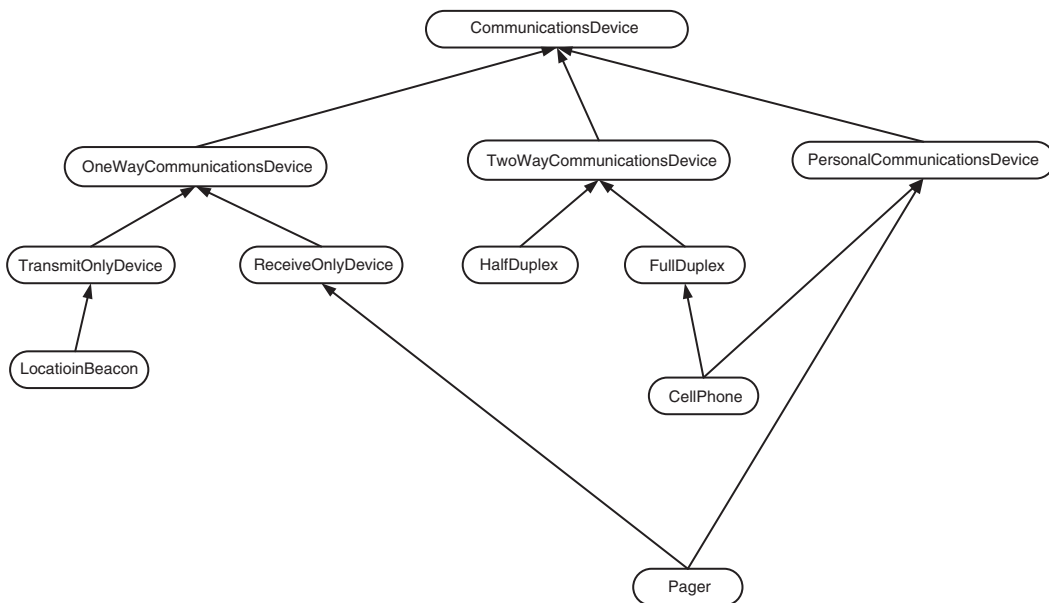 CommunicationsDevice
OneWayCommunicationsDevice
TwoWayCommunicationsDevice
PersonalCommunicationsDevice
TransmitOnlyDevice
ReceiveOnlyDevice
HalfDuplex
FullDuplex
LocatioinBeacon
CellPhone
Pager